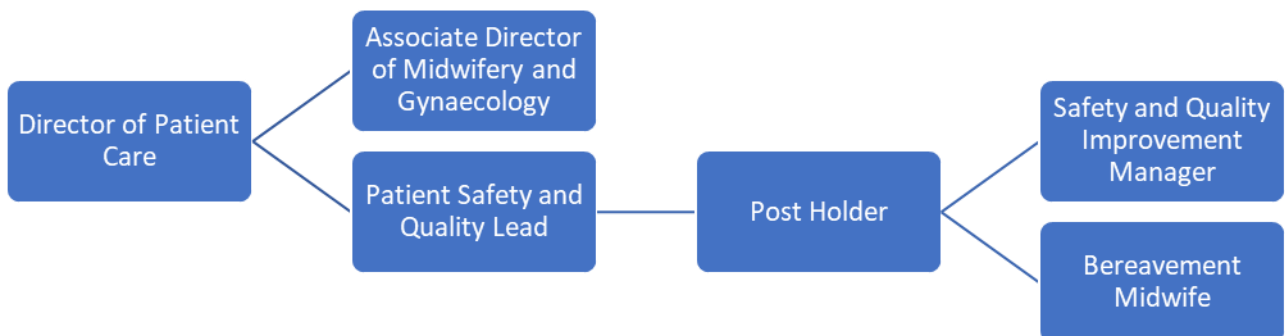 Director of Patient
Care
Associate Director
of Midwifery and
Gynaecology
Patient Safety and
Quality Lead
Post Holder
Safety and Quality
Improvement
Manager
Bereavement
Midwife